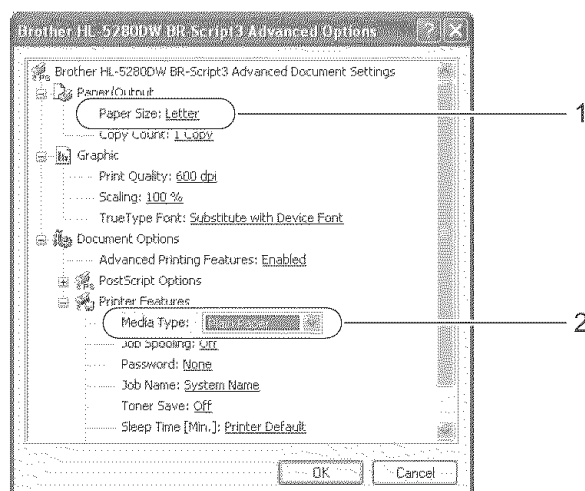 Brother HL-5280DW BR-Script3 Advanced Options
Brother HL-5280DW BR-Script3 Advanced Document Settings
Paper/Output
Paper Size: Letter
1
Copy Count: 1 Copy
Graphic
Print Quality: 600 dpi
Scaling: 100 %
TrueType Font: Substitute with Device Font
Document Options
Advanced Printing Features: Enabled
PostScript Options
Printer Features
Media Type:
2
Job Spooling: Off
Password: None
Job Name: System Name
Toner Save: Off
Sleep Time [Min.]: Printer Default
OK
Cancel